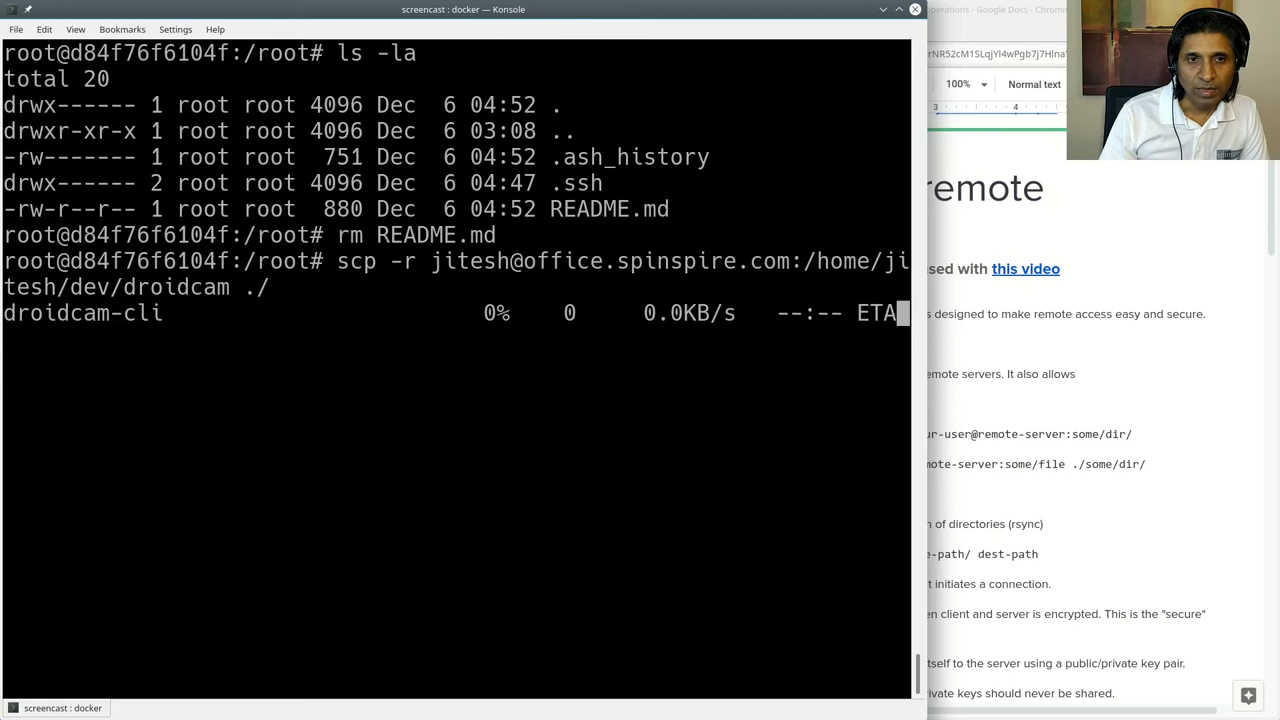 screencast : docker — Konsole
File Edit View Bookmarks Settings Help
root@d84f76f6104f:/root# ls -la
total 20
drwx------ 1 root root 4096 Dec  6 04:52 .
drwxr-xr-x 1 root root 4096 Dec  6 03:08 ..
-rw------- 1 root root  751 Dec  6 04:52 .ash_history
drwx------ 2 root root 4096 Dec  6 04:47 .ssh
-rw-r--r-- 1 root root  880 Dec  6 04:52 README.md
root@d84f76f6104f:/root# rm README.md
root@d84f76f6104f:/root# scp -r jitesh@office.spinspire.com:/home/ji
tesh/dev/droidcam ./
droidcam-cli 0% 0 0.0KB/s --:-- ETA
screencast : docker
operations - Google Docs - Chromi
100% Normal text
3 4
remote
sed with this video
s designed to make remote access easy and secure.
emote servers. It also allows
ur-user@remote-server:some/dir/
mote-server:some/file ./some/dir/
n of directories (rsync)
e-path/ dest-path
t initiates a connection.
en client and server is encrypted. This is the "secure"
tself to the server using a public/private key pair.
rivate keys should never be shared.